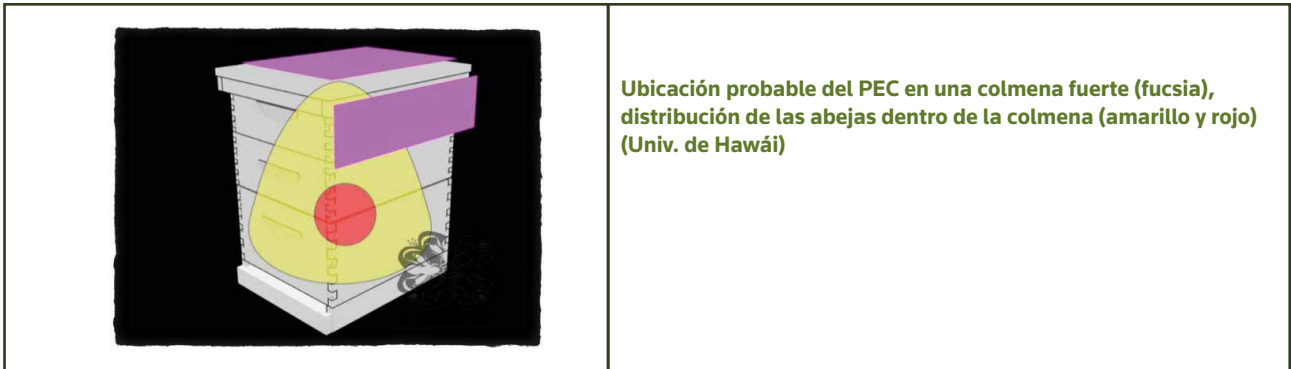 Ubicación probable del PEC en una colmena fuerte (fucsia),
distribución de las abejas dentro de la colmena (amarillo y rojo)
(Univ. de Hawái)